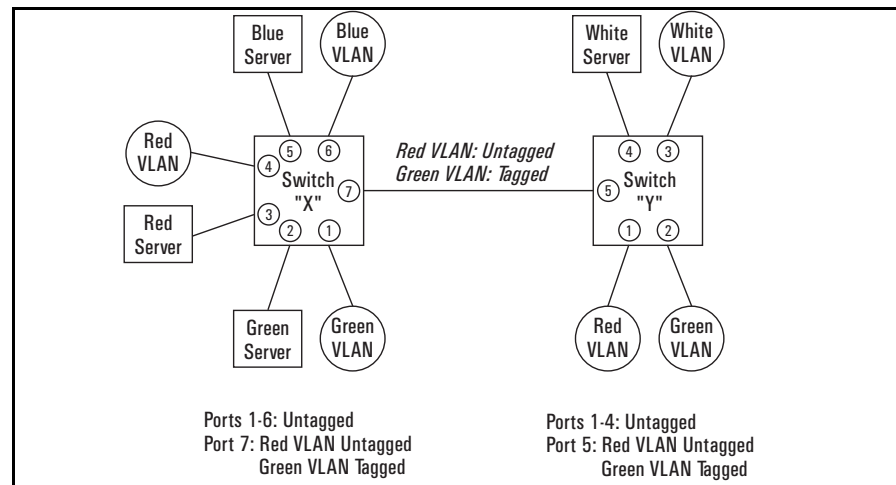 Blue
Server
Blue
VLAN
White
Server
White
VLAN
Red
VLAN
Red
Server
5
6
4
3
2
1
7
Switch
"X"
Red VLAN: Untagged
Green VLAN: Tagged
4
3
5
Switch
"Y"
1
2
Green
Server
Green
VLAN
Red
VLAN
Green
VLAN
Ports 1-6: Untagged
Port 7: Red VLAN Untagged
Green VLAN Tagged
Ports 1-4: Untagged
Port 5: Red VLAN Untagged
Green VLAN Tagged